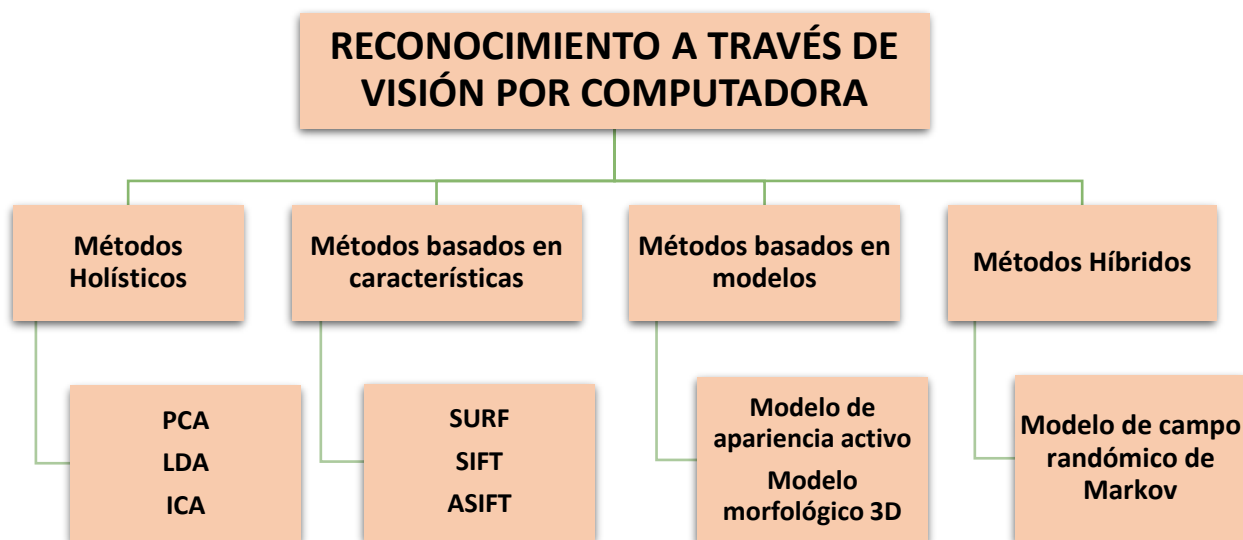 RECONOCIMIENTO A TRAVÉS DE
VISIÓN POR COMPUTADORA
Métodos
Holísticos
Métodos basados en
características
Métodos basados en
modelos
Métodos Híbridos
PCA
LDA
ICA
SURF
SIFT
ASIFT
Modelo de
apariencia activo
Modelo
morfológico 3D
Modelo de campo
randómico de
Markov